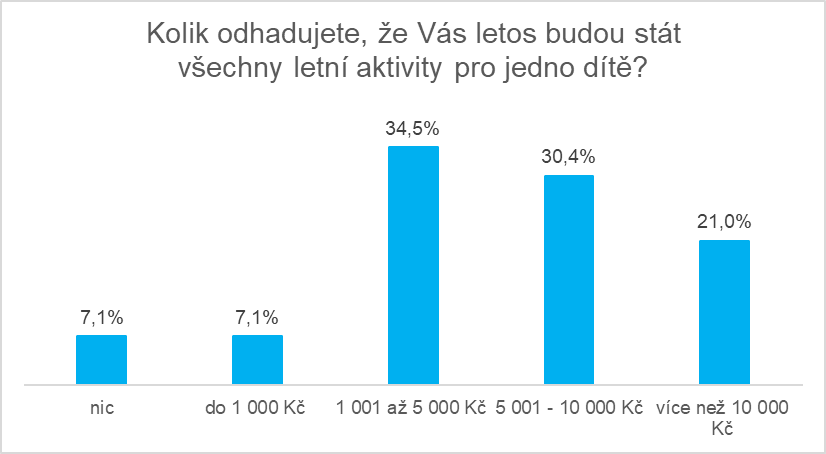 Kolik odhadujete, že Vás letos budou stát
všechny letní aktivity pro jedno dítě?
34,5%
30,4%
21,0%
7,1%
7,1%
nic
do 1 000 Kč
1 001 až 5 000 Kč
5 001 - 10 000 Kč
více než 10 000
Kč